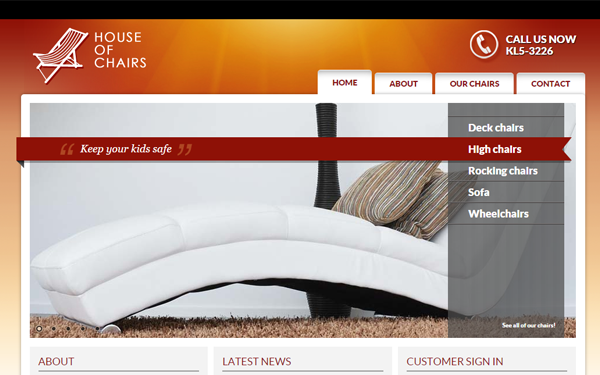 HOUSE
OF
CHAIRS
CALL US NOW
KL5-3226
HOME
ABOUT
OUR CHAIRS
CONTACT
“ Keep your kids safe ”
Deck chairs
High chairs
Rocking chairs
Sofa
Wheelchairs
See all of our chairs!
ABOUT
LATEST NEWS
CUSTOMER SIGN IN